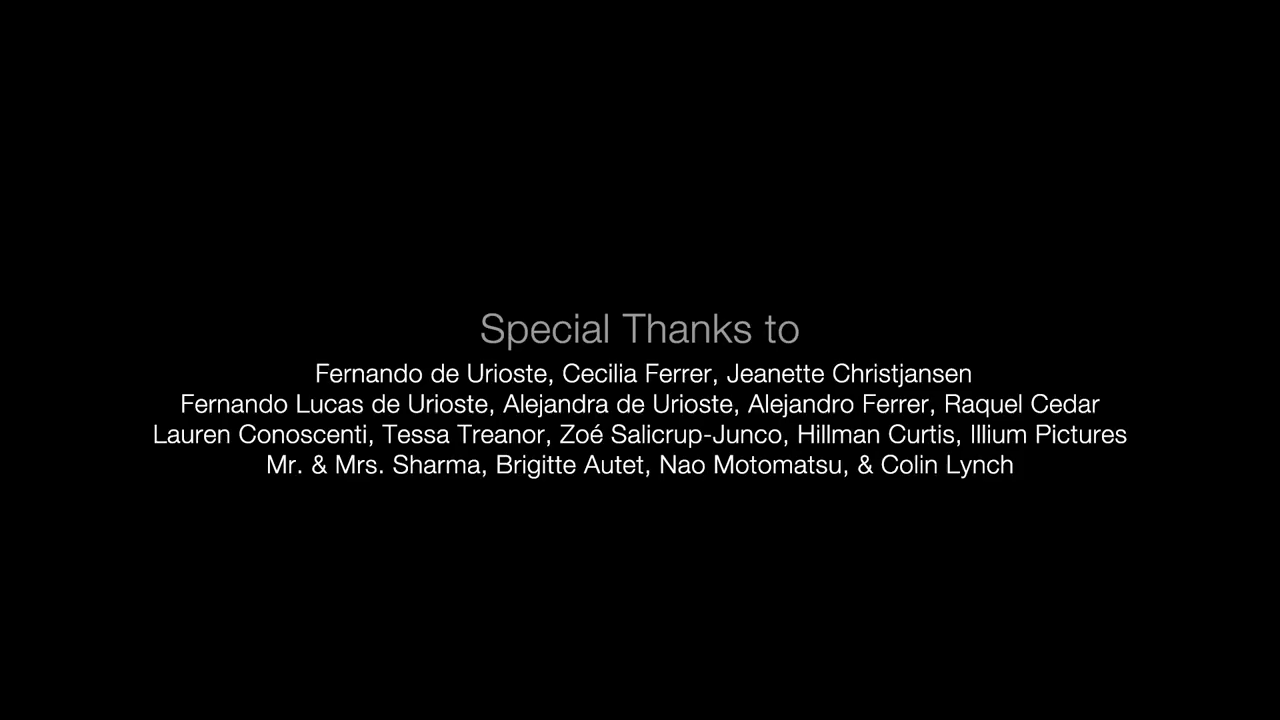 Special Thanks to
Fernando de Urioste, Cecilia Ferrer, Jeanette Christjansen
Fernando Lucas de Urioste, Alejandra de Urioste, Alejandro Ferrer, Raquel Cedar
Lauren Conoscenti, Tessa Treanor, Zoé Salicrup-Junco, Hillman Curtis, Illium Pictures
Mr. & Mrs. Sharma, Brigitte Autet, Nao Motomatsu, & Colin Lynch